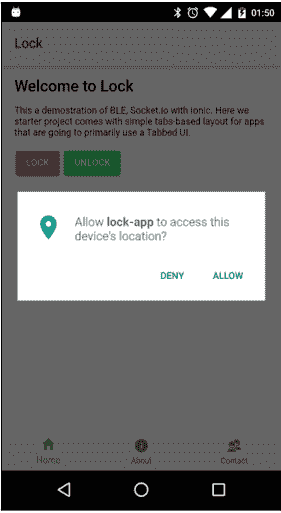 01:50
Lock
Welcome to Lock
This a demostration of BLE, Socket.io with ionic. Here we
starter project comes with simple tabs-based layout for apps
that are going to primarily use a Tabbed UI.
LOCK UNLOCK
Allow lock-app to access this
device's location?
DENY ALLOW
Home About Contact